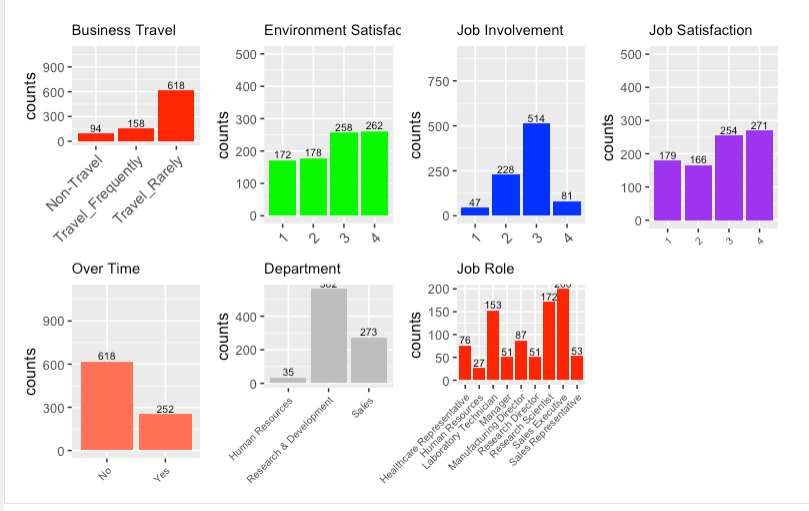 Business Travel
counts
900
600
300
0
94
158
618
Non-Travel
Travel_Frequently
Travel_Rarely
Environment Satisfac
counts
500
400
300
200
100
0
172
178
258
262
1
2
3
4
Job Involvement
counts
750
500
250
0
47
228
514
81
1
2
3
4
Job Satisfaction
counts
500
400
300
200
100
0
179
166
254
271
1
2
3
4
Over Time
counts
900
600
300
0
618
252
No
Yes
Department
counts
400
200
0
35
562
273
Human Resources
Research & Development
Sales
Job Role
counts
200
150
100
50
0
76
27
153
51
87
51
172
200
53
Healthcare Representative
Human Resources
Laboratory Technician
Manager
Manufacturing Director
Research Director
Research Scientist
Sales Executive
Sales Representative